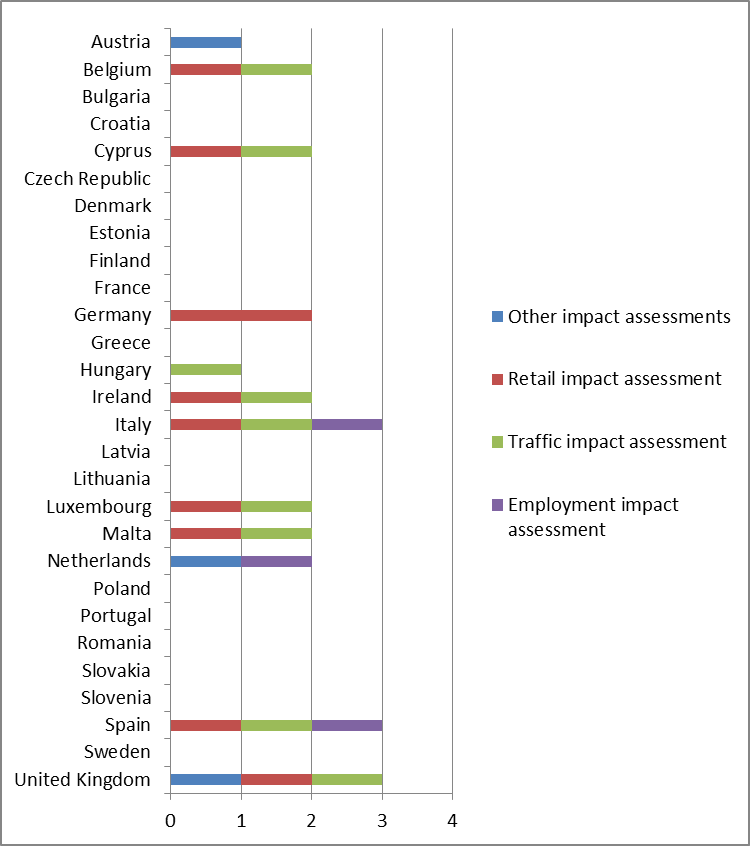 Austria
Belgium
Bulgaria
Croatia
Cyprus
Czech Republic
Denmark
Estonia
Finland
France
Germany
Greece
Hungary
Ireland
Italy
Latvia
Lithuania
Luxembourg
Malta
Netherlands
Poland
Portugal
Romania
Slovakia
Slovenia
Spain
Sweden
United Kingdom
0 1 2 3 4
Other impact assessments
Retail impact assessment
Traffic impact assessment
Employment impact
assessment